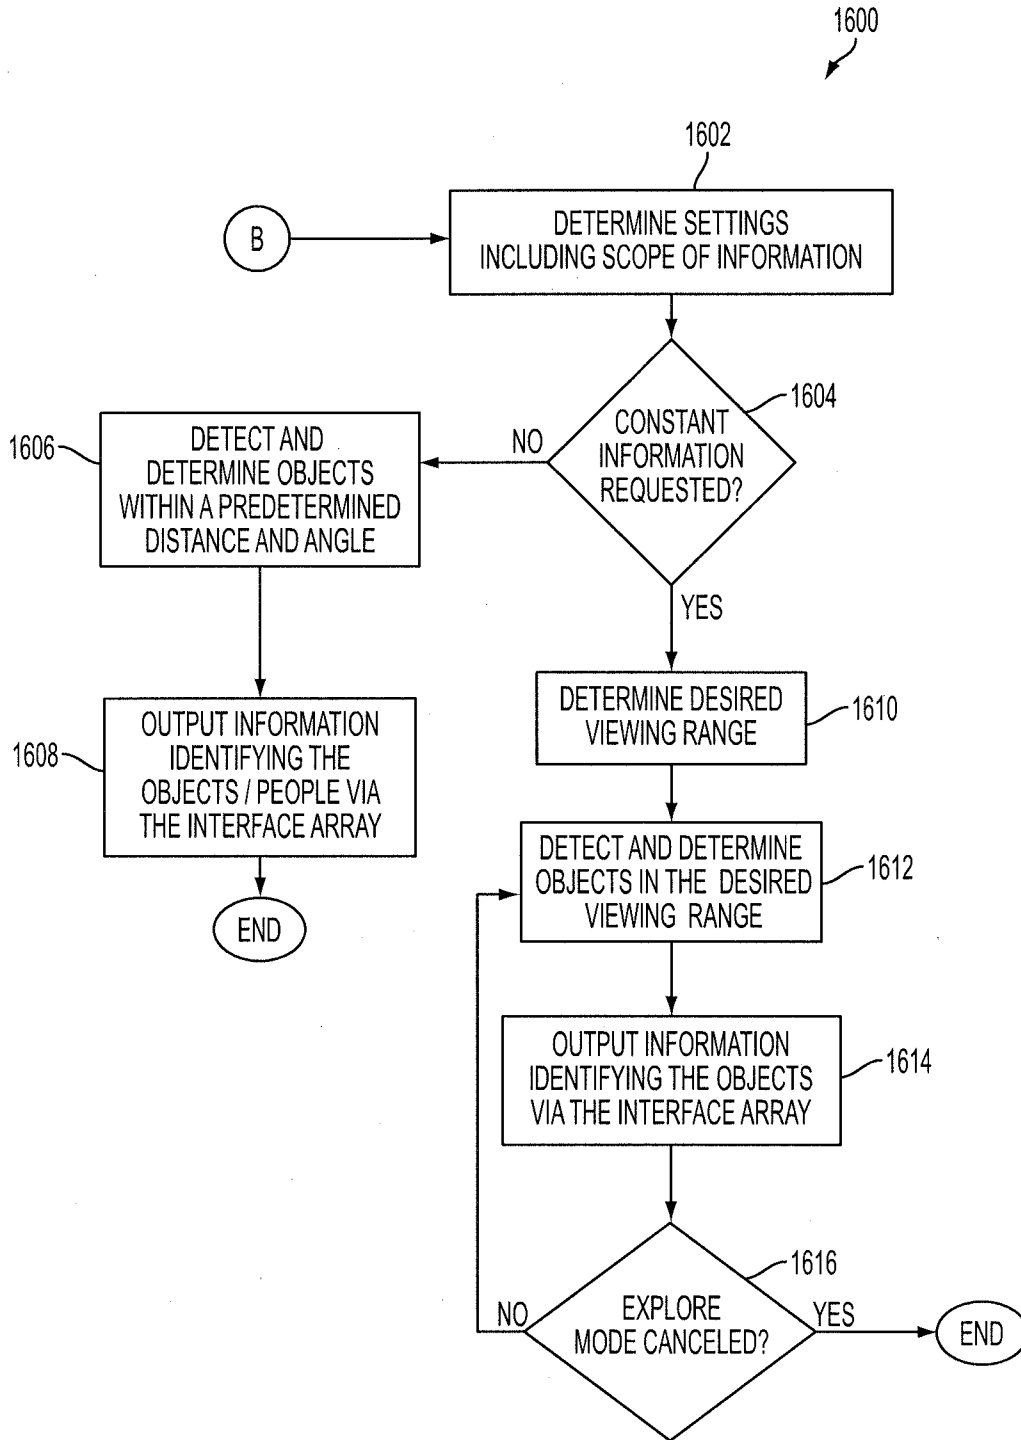 1600
1602
B
DETERMINE SETTINGS
INCLUDING SCOPE OF INFORMATION
1604
CONSTANT
INFORMATION
REQUESTED?
NO
YES
1606
DETECT AND
DETERMINE OBJECTS
WITHIN A PREDETERMINED
DISTANCE AND ANGLE
1608
OUTPUT INFORMATION
IDENTIFYING THE
OBJECTS / PEOPLE VIA
THE INTERFACE ARRAY
END
DETERMINE DESIRED
VIEWING RANGE
1610
DETECT AND DETERMINE
OBJECTS IN THE DESIRED
VIEWING RANGE
1612
OUTPUT INFORMATION
IDENTIFYING THE OBJECTS
VIA THE INTERFACE ARRAY
1614
1616
EXPLORE
MODE CANCELED?
NO
YES
END